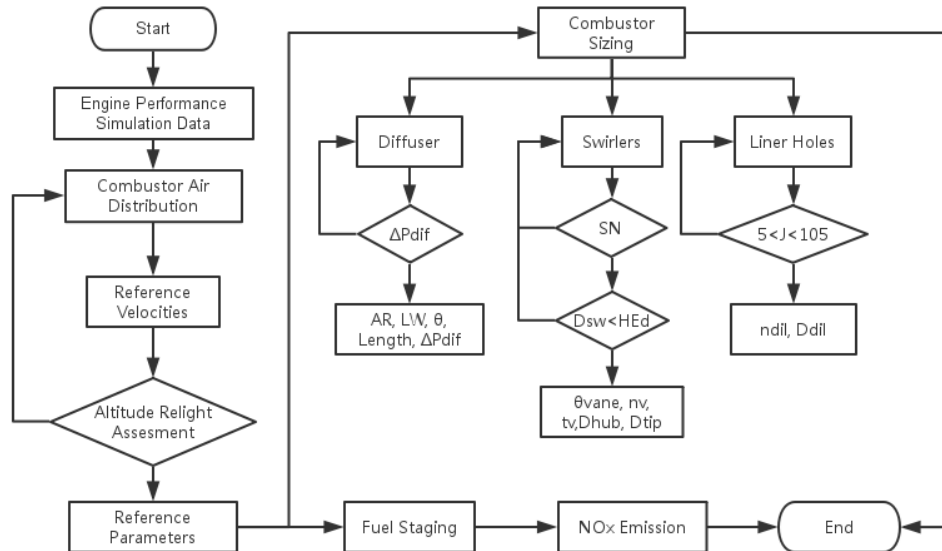 Start
Engine Performance
Simulation Data
Combustor Air
Distribution
Reference
Velocities
Altitude Relight
Assesment
Reference
Parameters
Combustor
Sizing
Diffuser
ΔPdif
AR, LW, θ,
Length, ΔPdif
Swirlers
SN
Dsw<HEd
θvane, nv,
tv,Dhub, Dtip
Liner Holes
5<J<105
ndil, Ddil
Fuel Staging
NOx Emission
End